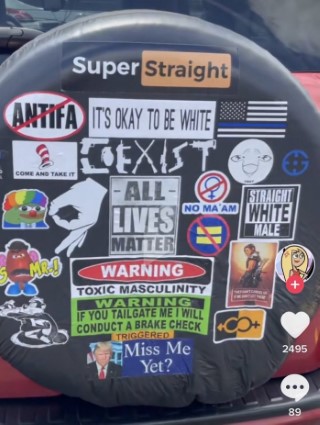 Super Straight
ANTIFA
IT'S OKAY TO BE WHITE
COME AND TAKE IT
COEXIST
-ALL-
LIVES
MATTER
NO MA'AM
STRAIGHT
WHITE
MALE
MR.!
WARNING
TOXIC MASCULINITY
WARNING
IF YOU TAILGATE ME I WILL
CONDUCT A BRAKE CHECK
TRIGGERED
Miss Me
Yet?
2495
89